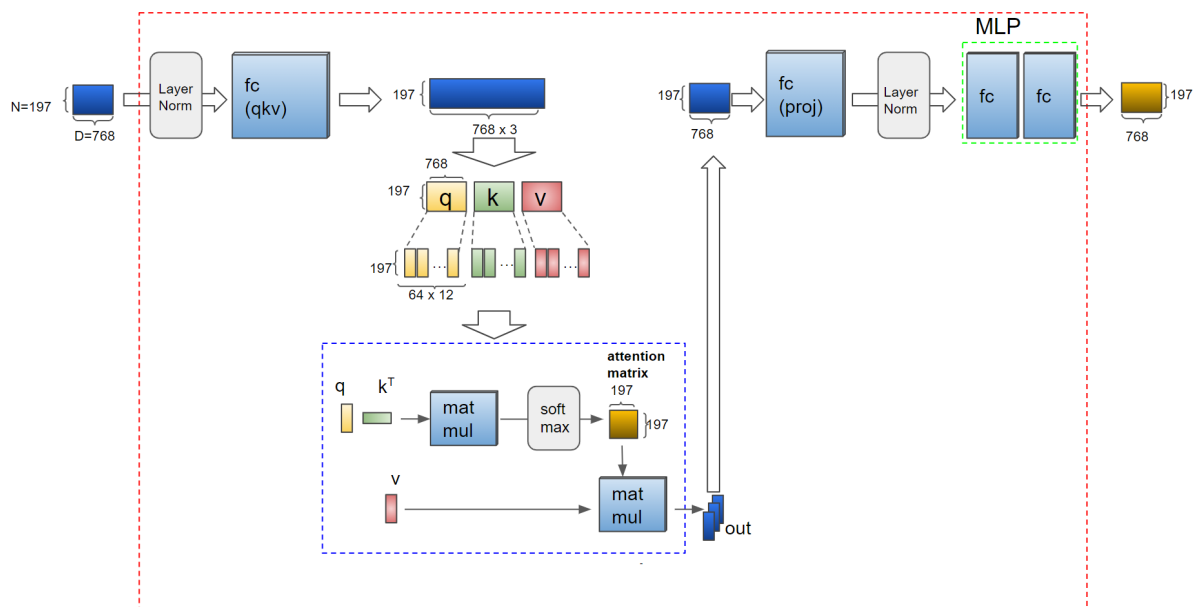 MLP
N=197
D=768
Layer
Norm
fc
(qkv)
197
768 x 3
197
768
fc
(proj)
Layer
Norm
fc
fc
197
768
768
197
q
k
v
197
...
...
...
64 x 12
attention
matrix
197
q
k^T
mat
mul
soft
max
197
v
mat
mul
out